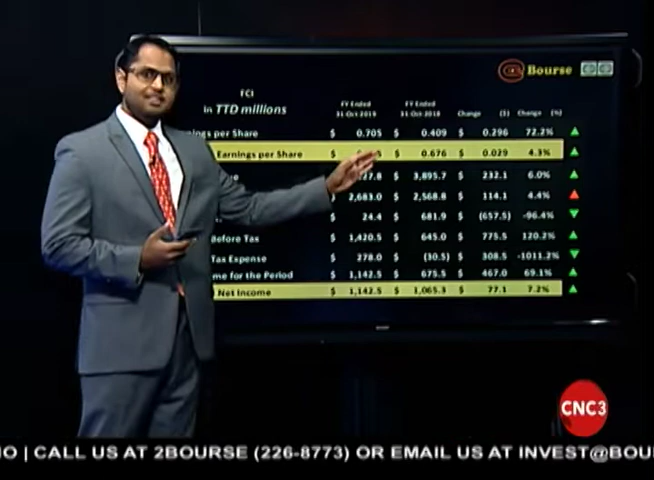 Bourse
FCI
in TTD millions
FY Ended
31 Oct 2019
FY Ended
31 Oct 2018
Change ($)
Change (%)
per Share $ 0.705 $ 0.409 $ 0.296 72.2%
Earnings per Share $ $ 0.676 $ 0.029 4.3%
$ 3,895.7 $ 232.1 6.0%
$ 2,683.0 $ 2,568.8 $ 114.1 4.4%
$ 24.4 $ 681.9 $ (657.5) -96.4%
Before Tax $ 1,420.5 $ 645.0 $ 775.5 120.2%
Tax Expense $ 278.0 $ (30.5) $ 308.5 -1011.2%
for the Period $ 1,142.5 $ 675.5 $ 467.0 69.1%
Net Income $ 1,142.5 $ 1,065.3 $ 77.1 7.2%
CNC3
| CALL US AT 2BOURSE (226-8773) OR EMAIL US AT INVEST@BOU